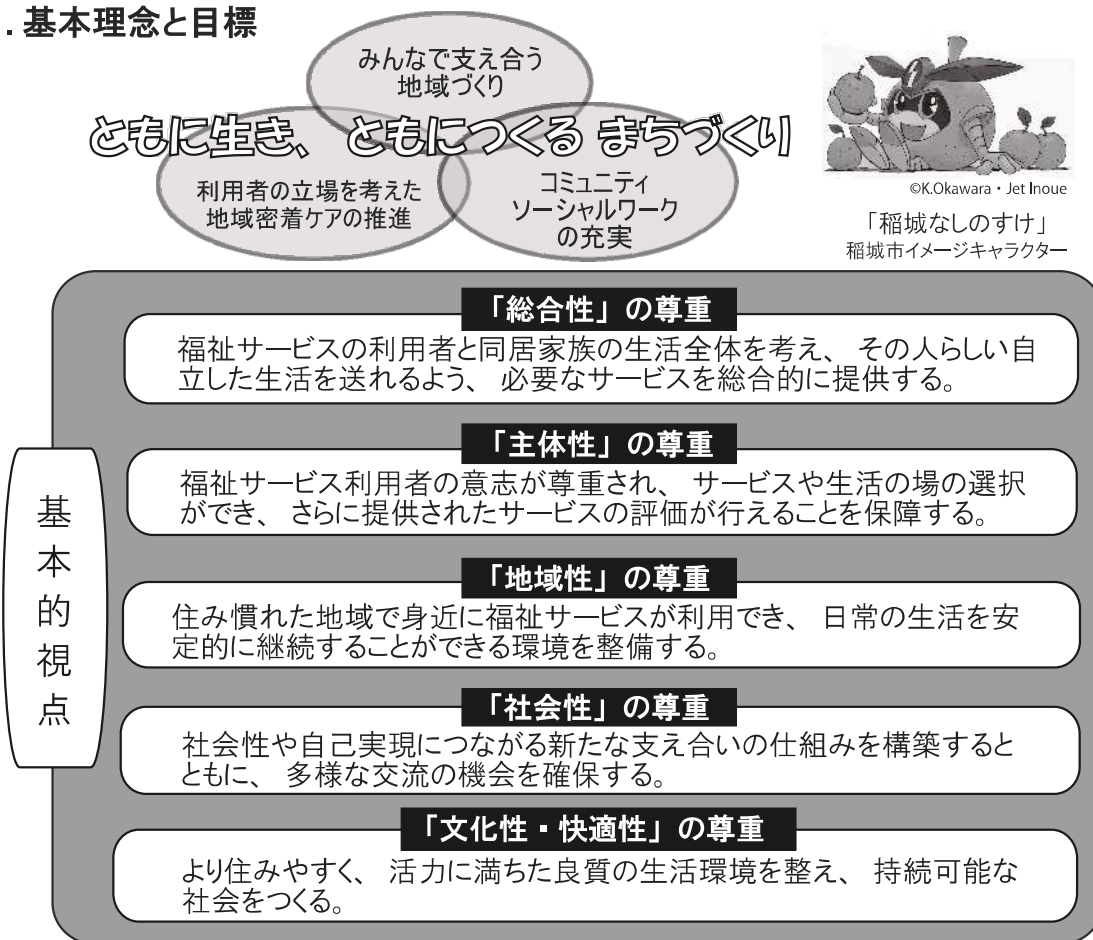 . 基本理念と目標
みんなで支え合う
地域づくり
ともに生き、ともにつくる まちづくり
利用者の立場を考えた
地域密着ケアの推進
コミュニティ
ソーシャルワーク
の充実
©K.Okawara・Jet Inoue
「稲城なしのすけ」
稲城市イメージキャラクター
基本的視点
「総合性」の尊重
福祉サービスの利用者と同居家族の生活全体を考え、その人らしい自
立した生活を送れるよう、必要なサービスを総合的に提供する。
「主体性」の尊重
福祉サービス利用者の意志が尊重され、サービスや生活の場の選択
ができ、さらに提供されたサービスの評価が行えることを保障する。
「地域性」の尊重
住み慣れた地域で身近に福祉サービスが利用でき、日常の生活を安
定的に継続することができる環境を整備する。
「社会性」の尊重
社会性や自己実現につながる新たな支え合いの仕組みを構築すると
ともに、多様な交流の機会を確保する。
「文化性・快適性」の尊重
より住みやすく、活力に満ちた良質の生活環境を整え、持続可能な
社会をつくる。